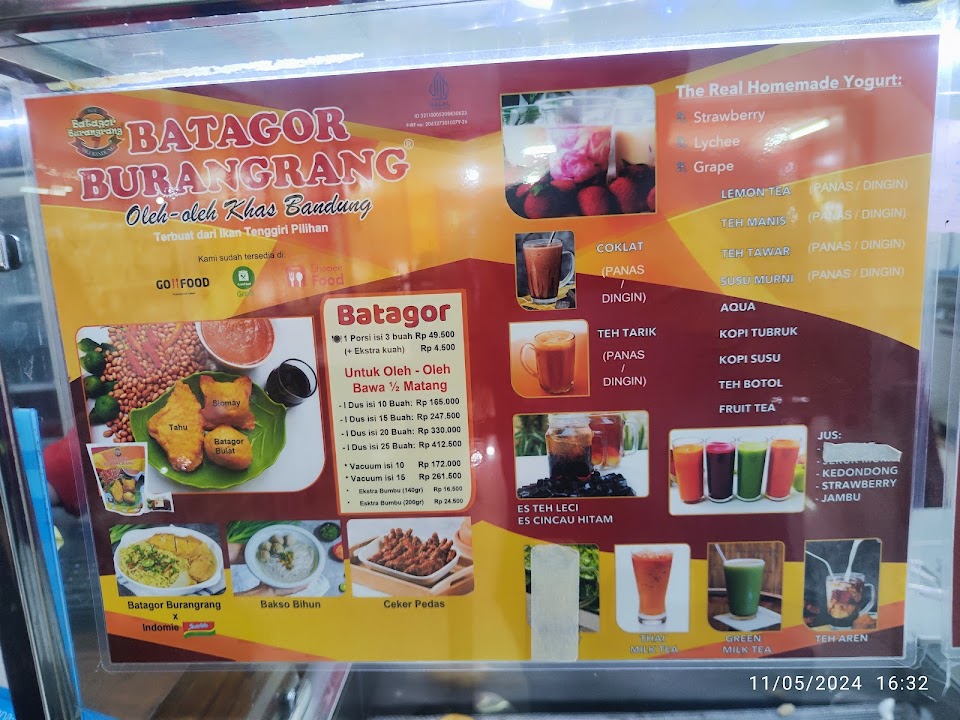 Batagor
Burangrang
BATAGOR
BURANGRANG®
Oleh-oleh Khas Bandung
Terbuat dari Ikan Tenggiri Pilihan
Kami sudah tersedia di:
GOFOOD
Food
Batagor
1 Porsi isi 3 buah Rp 49.500
(+ Ekstra kuah) Rp 4.500
Untuk Oleh - Oleh
Bawa ½ Matang
- I Dus isi 10 Buah: Rp 165.000
- I Dus isi 15 Buah: Rp 247.500
- I Dus isi 20 Buah: Rp 330.000
- I Dus isi 25 Buah: Rp 412.500
* Vacuum isi 10 Rp 172.000
* Vacuum isi 15 Rp 261.500
* Ekstra Bumbu (140gr) Rp 16.500
* Esktra Bumbu (200gr) Rp 24.500
Siomay
Tahu
Batagor
Bulat
Batagor Burangrang
x
Indomie
Bakso Bihun
Ceker Pedas
The Real Homemade Yogurt:
Strawberry
Lychee
Grape
COKLAT
(PANAS
/
DINGIN)
TEH TARIK
(PANAS
/
DINGIN)
LEMON TEA (PANAS / DINGIN)
TEH MANIS (PANAS / DINGIN)
TEH TAWAR (PANAS / DINGIN)
SUSU MURNI (PANAS / DINGIN)
AQUA
KOPI TUBRUK
KOPI SUSU
TEH BOTOL
FRUIT TEA
ES TEH LECI
ES CINCAU HITAM
JUS:
- KEDONDONG
- STRAWBERRY
- JAMBU
THAI
MILK TEA
GREEN
MILK TEA
TEH AREN
11/05/2024 16:32